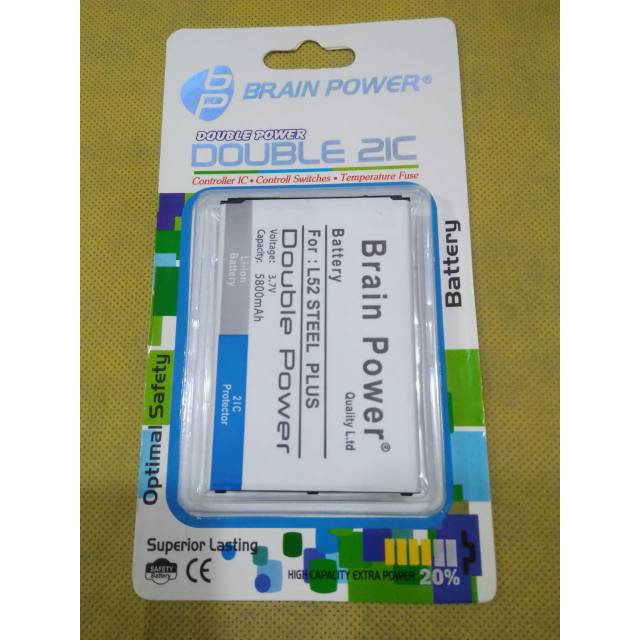 bp BRAIN POWER®
DOUBLE POWER
DOUBLE 2IC
Controller IC • Controll Switches • Temperature Fuse
Battery
Optimal Safety
Brain Power®
Quality L.td
Battery
For : L52 STEEL PLUS
Double Power
Voltage: 3.7V
Capacity: 5800mAh
Li-ion
Battery
2IC
Protector
Superior Lasting
SAFETY
Battery
CE
HIGH CAPACITY EXTRA POWER 20%